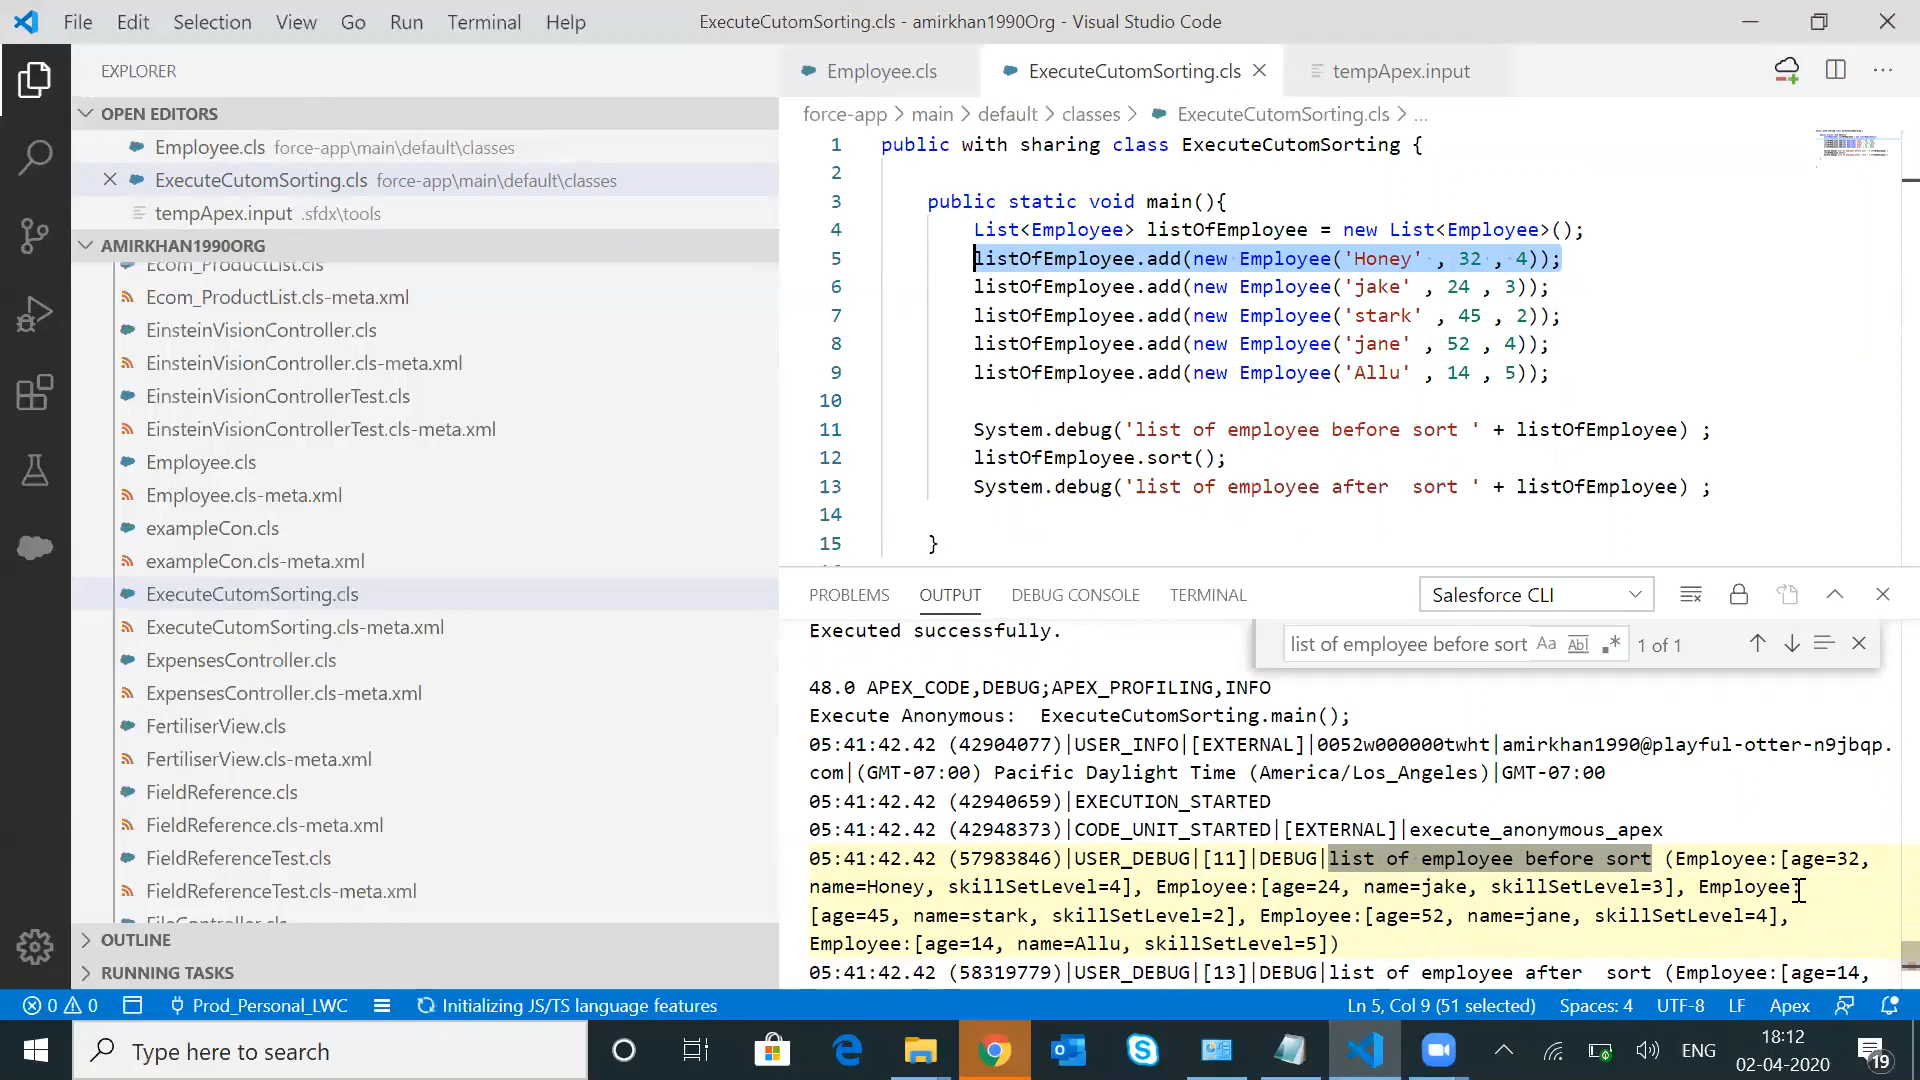 File Edit Selection View Go Run Terminal Help ExecuteCutomSorting.cls - amirkhan1990Org - Visual Studio Code
EXPLORER
OPEN EDITORS
Employee.cls force-app\main\default\classes
ExecuteCutomSorting.cls force-app\main\default\classes
tempApex.input .sfdx\tools
AMIRKHAN1990ORG
Ecom_ProductList.cls
Ecom_ProductList.cls-meta.xml
EinsteinVisionController.cls
EinsteinVisionController.cls-meta.xml
EinsteinVisionControllerTest.cls
EinsteinVisionControllerTest.cls-meta.xml
Employee.cls
Employee.cls-meta.xml
exampleCon.cls
exampleCon.cls-meta.xml
ExecuteCutomSorting.cls
ExecuteCutomSorting.cls-meta.xml
ExpensesController.cls
ExpensesController.cls-meta.xml
FertiliserView.cls
FertiliserView.cls-meta.xml
FieldReference.cls
FieldReference.cls-meta.xml
FieldReferenceTest.cls
FieldReferenceTest.cls-meta.xml
FileController.cls
OUTLINE
RUNNING TASKS
Employee.cls ExecuteCutomSorting.cls tempApex.input
force-app > main > default > classes > ExecuteCutomSorting.cls > ...
1 public with sharing class ExecuteCutomSorting {
2
3 public static void main(){
4 List<Employee> listOfEmployee = new List<Employee>();
5 listOfEmployee.add(new Employee('Honey' , 32 , 4));
6 listOfEmployee.add(new Employee('jake' , 24 , 3));
7 listOfEmployee.add(new Employee('stark' , 45 , 2));
8 listOfEmployee.add(new Employee('jane' , 52 , 4));
9 listOfEmployee.add(new Employee('Allu' , 14 , 5));
10
11 System.debug('list of employee before sort ' + listOfEmployee) ;
12 listOfEmployee.sort();
13 System.debug('list of employee after  sort ' + listOfEmployee) ;
14
15 }
PROBLEMS OUTPUT DEBUG CONSOLE TERMINAL Salesforce CLI
list of employee before sort Aa Abl .* 1 of 1
Executed successfully.
48.0 APEX_CODE,DEBUG;APEX_PROFILING,INFO
Execute Anonymous:  ExecuteCutomSorting.main();
05:41:42.42 (42904077)|USER_INFO|[EXTERNAL]|0052w000000twht|amirkhan1990@playful-otter-n9jbqp.
com|(GMT-07:00) Pacific Daylight Time (America/Los_Angeles)|GMT-07:00
05:41:42.42 (42940659)|EXECUTION_STARTED
05:41:42.42 (42948373)|CODE_UNIT_STARTED|[EXTERNAL]|execute_anonymous_apex
05:41:42.42 (57983846)|USER_DEBUG|[11]|DEBUG|list of employee before sort (Employee:[age=32,
name=Honey, skillSetLevel=4], Employee:[age=24, name=jake, skillSetLevel=3], Employee:
[age=45, name=stark, skillSetLevel=2], Employee:[age=52, name=jane, skillSetLevel=4],
Employee:[age=14, name=Allu, skillSetLevel=5])
05:41:42.42 (58319779)|USER_DEBUG|[13]|DEBUG|list of employee after  sort (Employee:[age=14,
0 0 Prod_Personal_LWC Initializing JS/TS language features Ln 5, Col 9 (51 selected) Spaces: 4 UTF-8 LF Apex
Type here to search ENG 18:12
02-04-2020
19